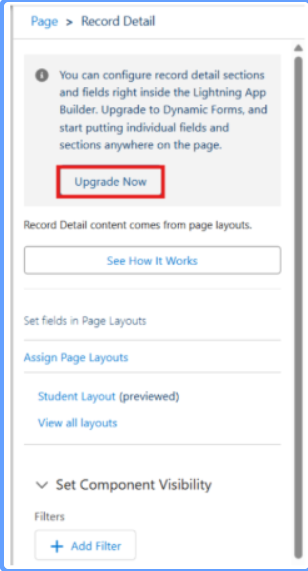 Page > Record Detail
You can configure record detail sections
and fields right inside the Lightning App
Builder. Upgrade to Dynamic Forms, and
start putting individual fields and
sections anywhere on the page.
Upgrade Now
Record Detail content comes from page layouts.
See How It Works
Set fields in Page Layouts
Assign Page Layouts
Student Layout (previewed)
View all layouts
Set Component Visibility
Filters
+ Add Filter